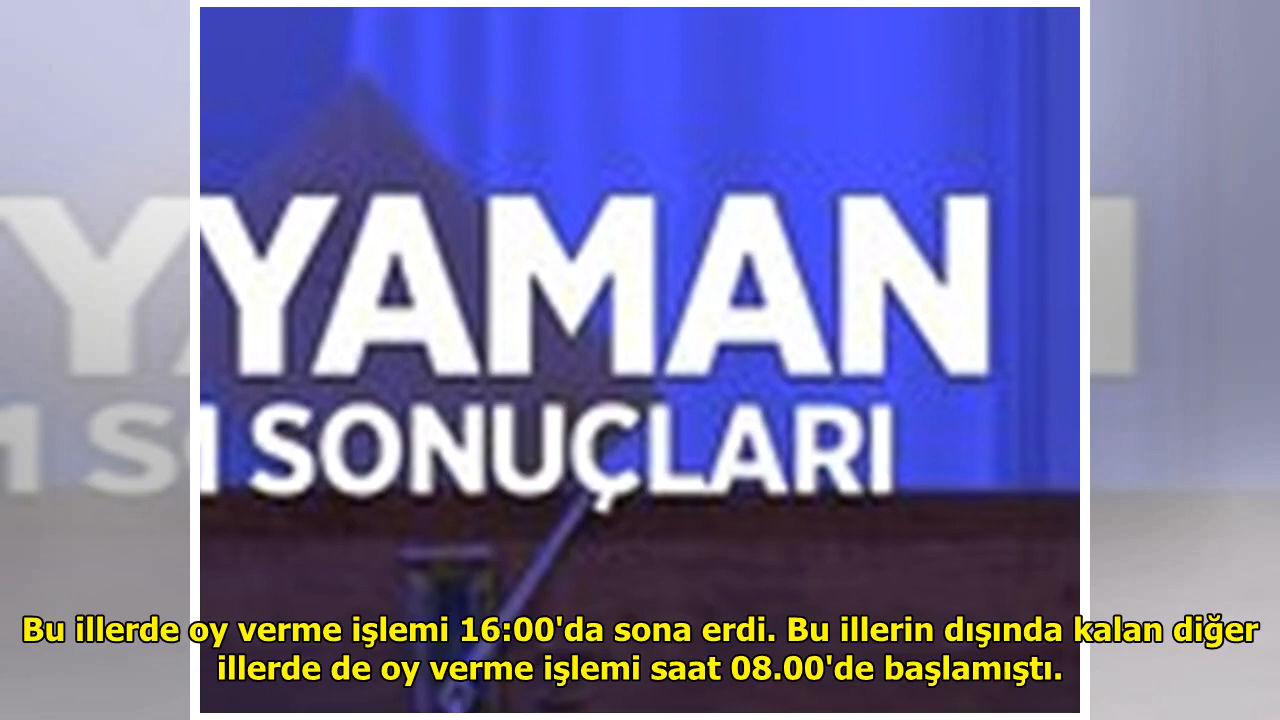 YAMAN
SONUÇLARI
Bu illerde oy verme işlemi 16:00'da sona erdi. Bu illerin dışında kalan diğer
illerde de oy verme işlemi saat 08.00'de başlamıştı.